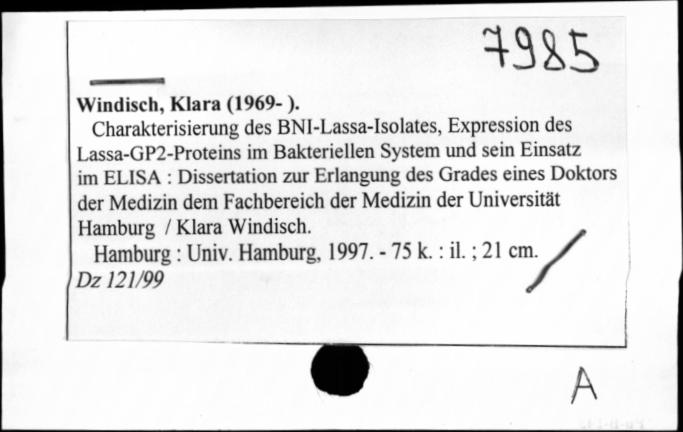 7985
Windisch, Klara (1969- ).
Charakterisierung des BNI-Lassa-Isolates, Expression des
Lassa-GP2-Proteins im Bakteriellen System und sein Einsatz
im ELISA : Dissertation zur Erlangung des Grades eines Doktors
der Medizin dem Fachbereich der Medizin der Universität
Hamburg / Klara Windisch.
Hamburg : Univ. Hamburg, 1997. - 75 k. : il. ; 21 cm.
Dz 121/99
A